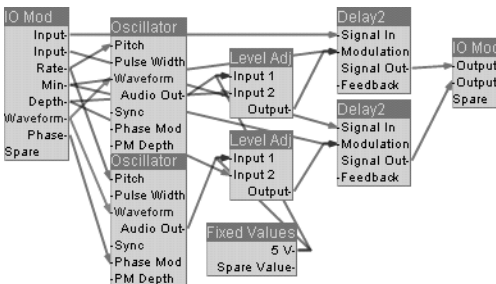 IO Mod
Input-
Input-
Rate-
Min-
Depth-
Waveform-
Phase-
Spare
Oscillator
-Pitch
-Pulse Width
-Waveform
Audio Out-
-Sync
-Phase Mod
-PM Depth
Oscillator
-Pitch
-Pulse Width
-Waveform
Audio Out-
-Sync
-Phase Mod
-PM Depth
Level Adj
-Input 1
-Input 2
Output-
Level Adj
-Input 1
-Input 2
Output-
Fixed Values
5 V-
Spare Value-
Delay2
-Signal In
-Modulation
Signal Out-
-Feedback
Delay2
-Signal In
-Modulation
Signal Out-
-Feedback
IO Mod
-Output
-Output
Spare